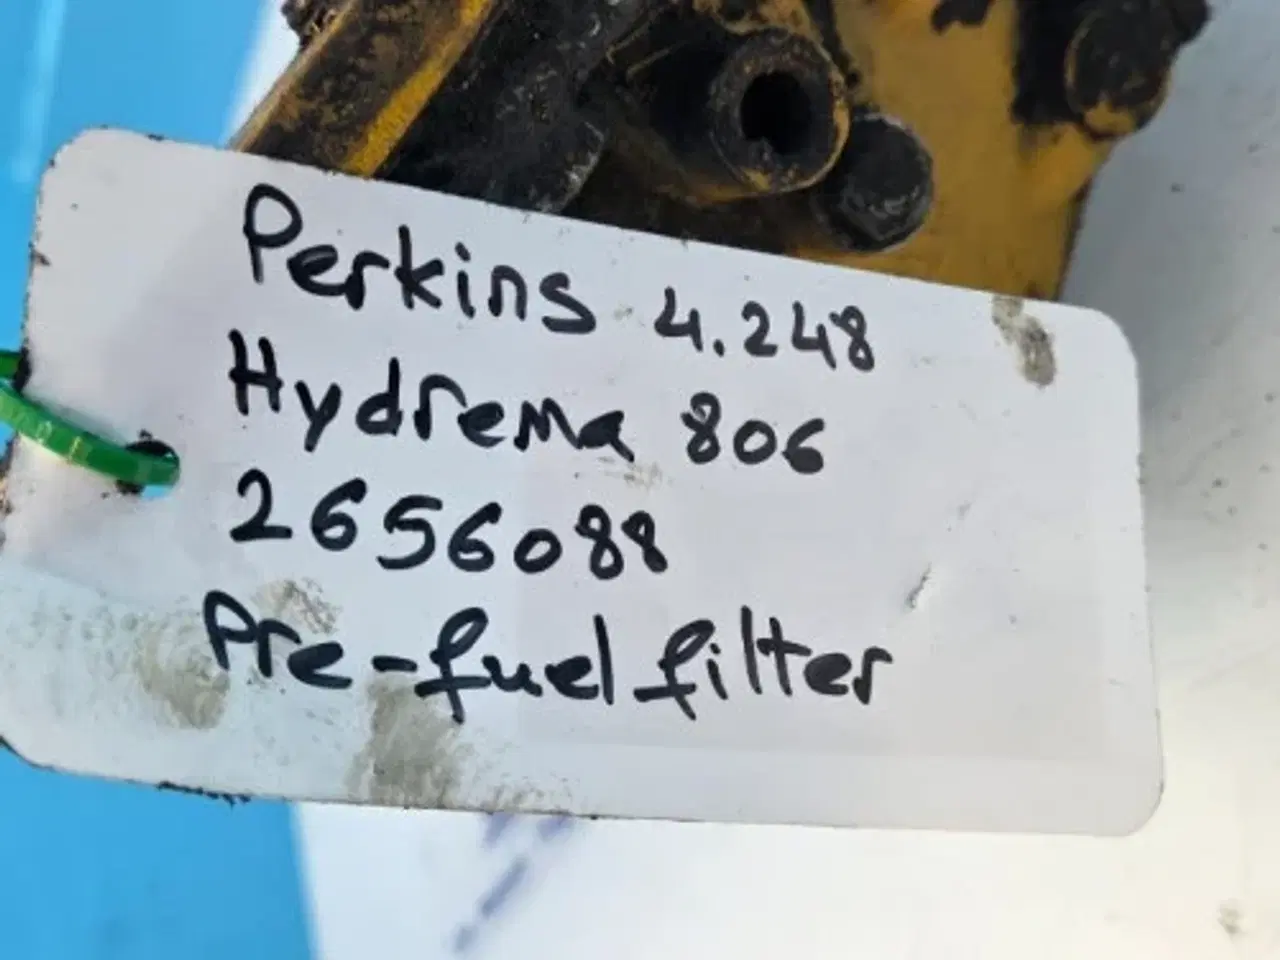 Perkins 4.248
Hydrema 806
2656088
Pre-fuel filter